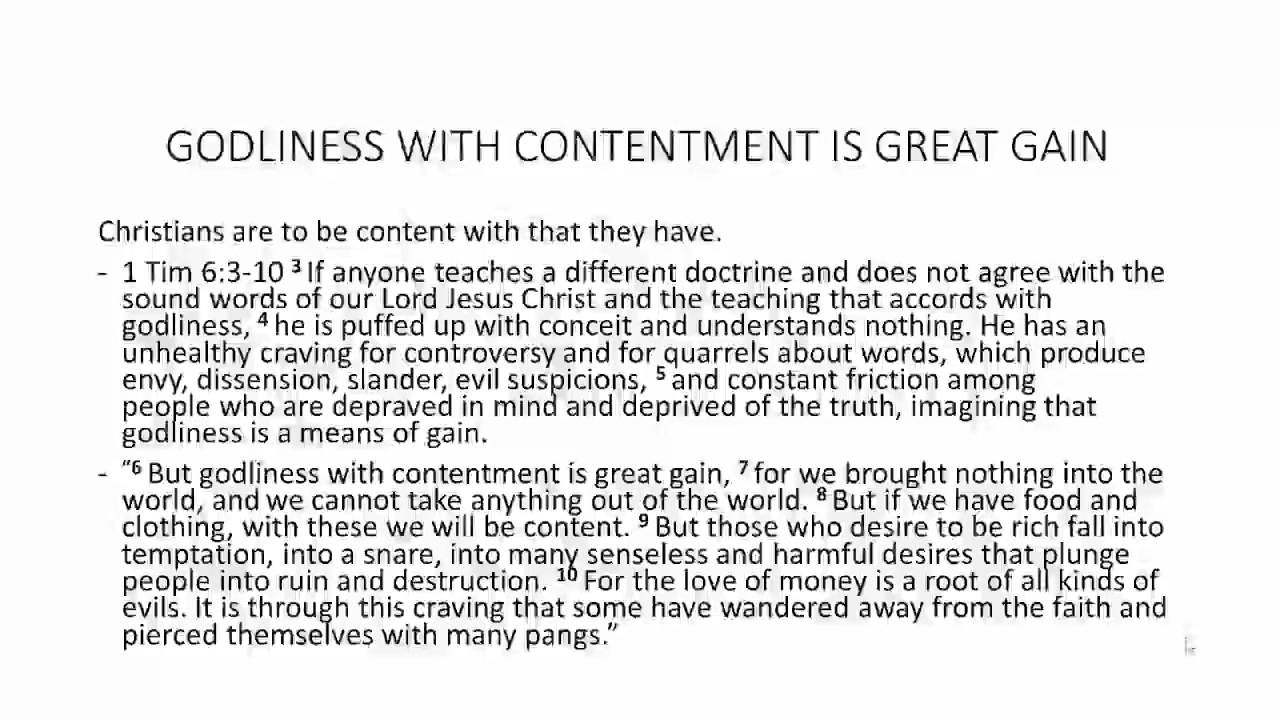 GODLINESS WITH CONTENTMENT IS GREAT GAIN
Christians are to be content with that they have.
- 1 Tim 6:3-10 ³ If anyone teaches a different doctrine and does not agree with the
sound words of our Lord Jesus Christ and the teaching that accords with
godliness, ⁴ he is puffed up with conceit and understands nothing. He has an
unhealthy craving for controversy and for quarrels about words, which produce
envy, dissension, slander, evil suspicions, ⁵ and constant friction among
people who are depraved in mind and deprived of the truth, imagining that
godliness is a means of gain.
- “⁶ But godliness with contentment is great gain, ⁷ for we brought nothing into the
world, and we cannot take anything out of the world. ⁸ But if we have food and
clothing, with these we will be content. ⁹ But those who desire to be rich fall into
temptation, into a snare, into many senseless and harmful desires that plunge
people into ruin and destruction. ¹⁰ For the love of money is a root of all kinds of
evils. It is through this craving that some have wandered away from the faith and
pierced themselves with many pangs.”